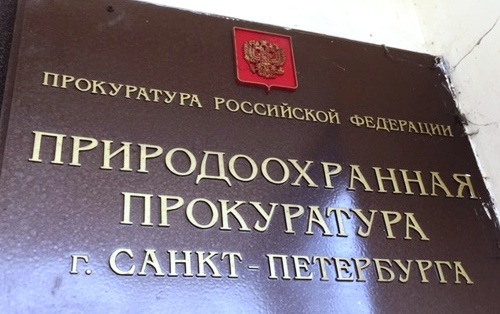 ПРОКУРАТУРА РОССИЙСКОЙ ФЕДЕРАЦИИ
ПРИРОДООХРАННАЯ
ПРОКУРАТУРА
г. САНКТ-ПЕТЕРБУРГА